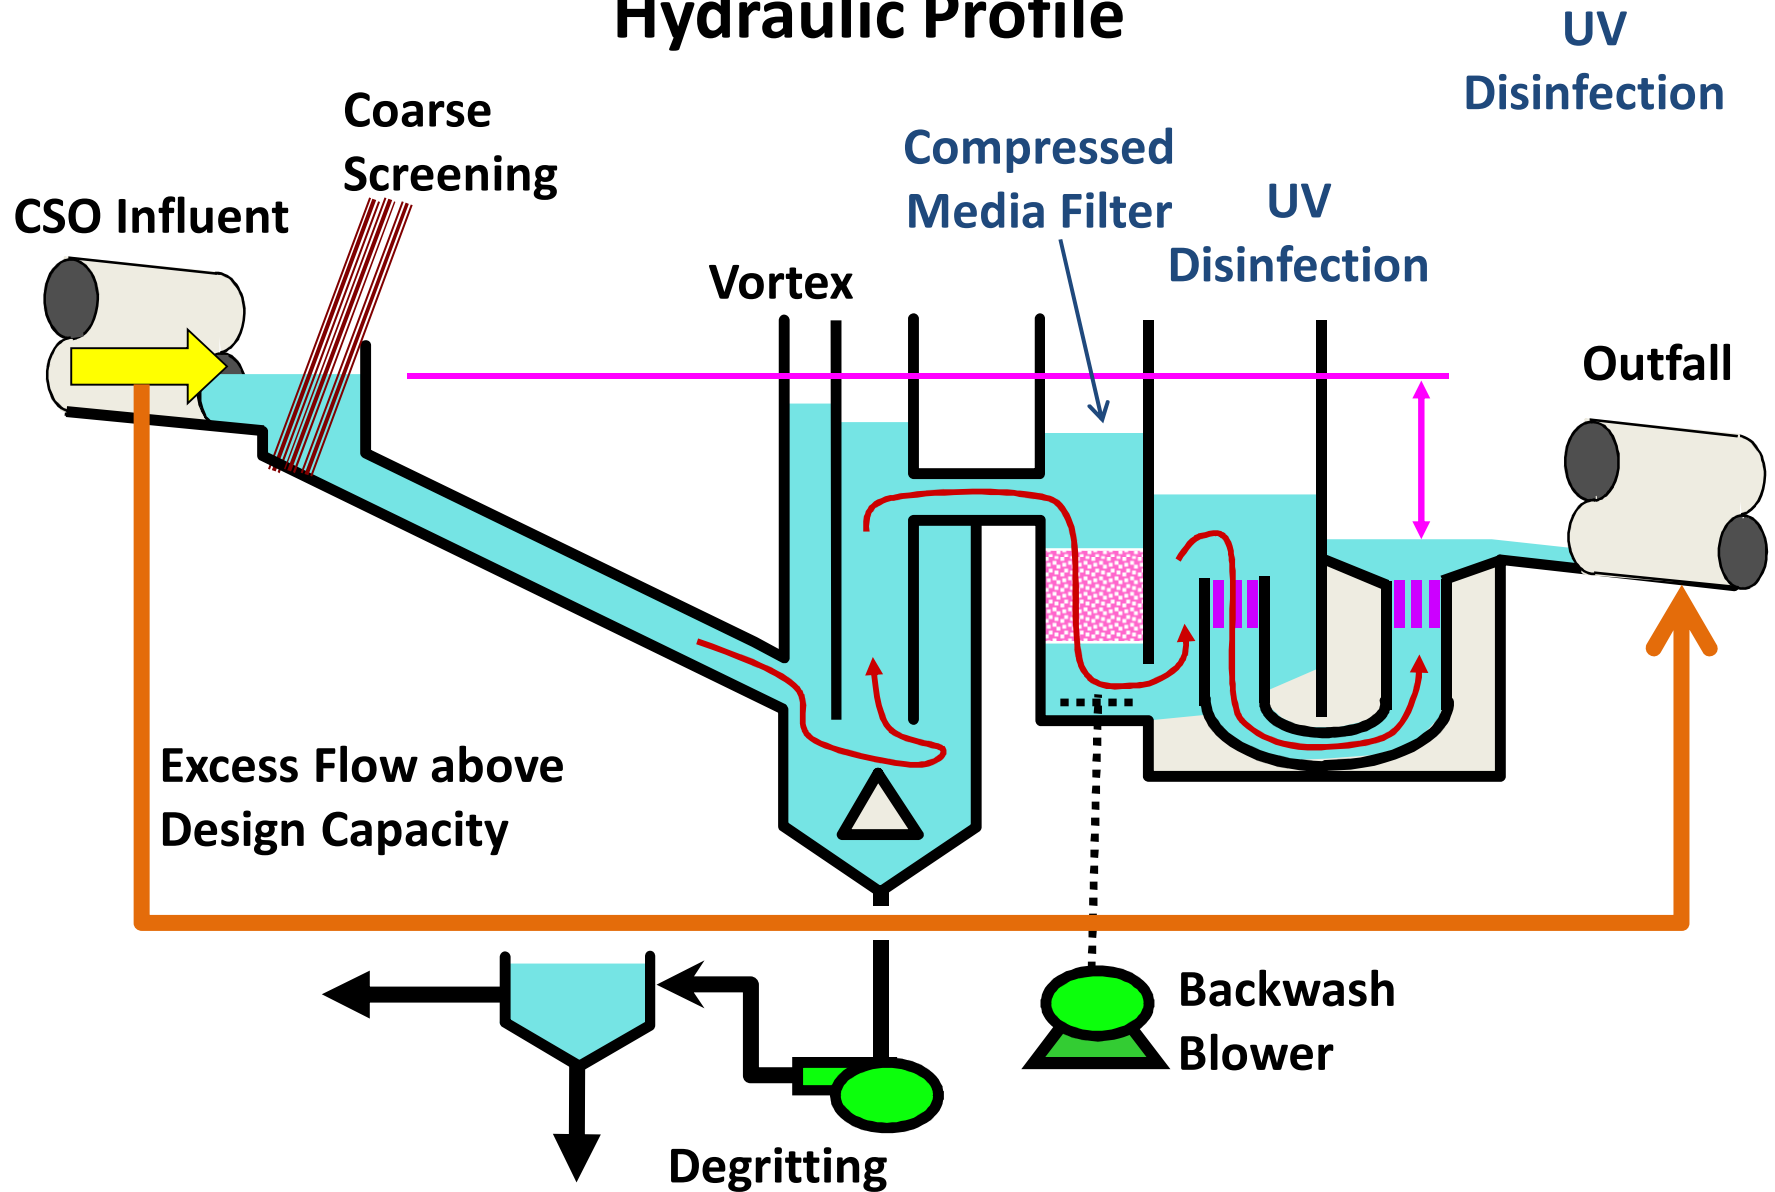 Hydraulic Profile
UV
Disinfection
Coarse
Screening
Compressed
Media Filter
CSO Influent
UV
Disinfection
Vortex
Outfall
Excess Flow above
Design Capacity
Backwash
Blower
Degritting